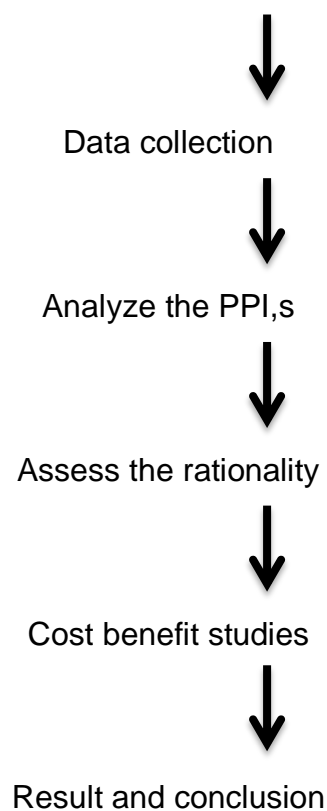 Data collection
Analyze the PPI,s
Assess the rationality
Cost benefit studies
Result and conclusion